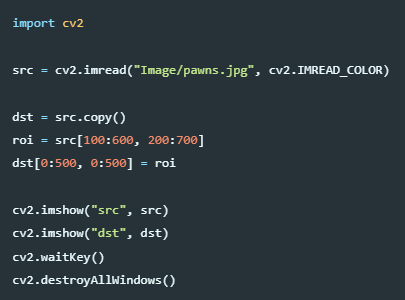 import cv2
src = cv2.imread("Image/pawns.jpg", cv2.IMREAD_COLOR)
dst = src.copy()
roi = src[100:600, 200:700]
dst[0:500, 0:500] = roi
cv2.imshow("src", src)
cv2.imshow("dst", dst)
cv2.waitKey()
cv2.destroyAllWindows()